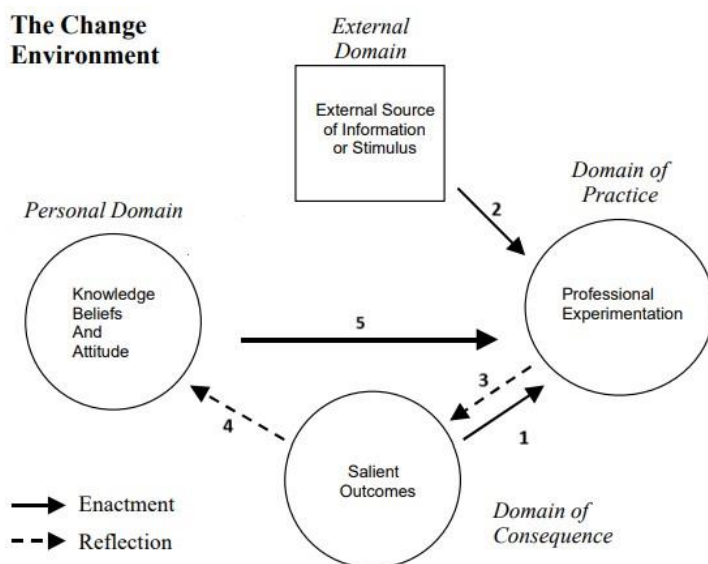 The Change
Environment
External
Domain
External Source
of Information
or Stimulus
Domain of
Practice
2
Personal Domain
Knowledge
Beliefs
And
Attitude
Professional
Experimentation
5
3
4
1
Salient
Outcomes
Enactment
Reflection
Domain of
Consequence